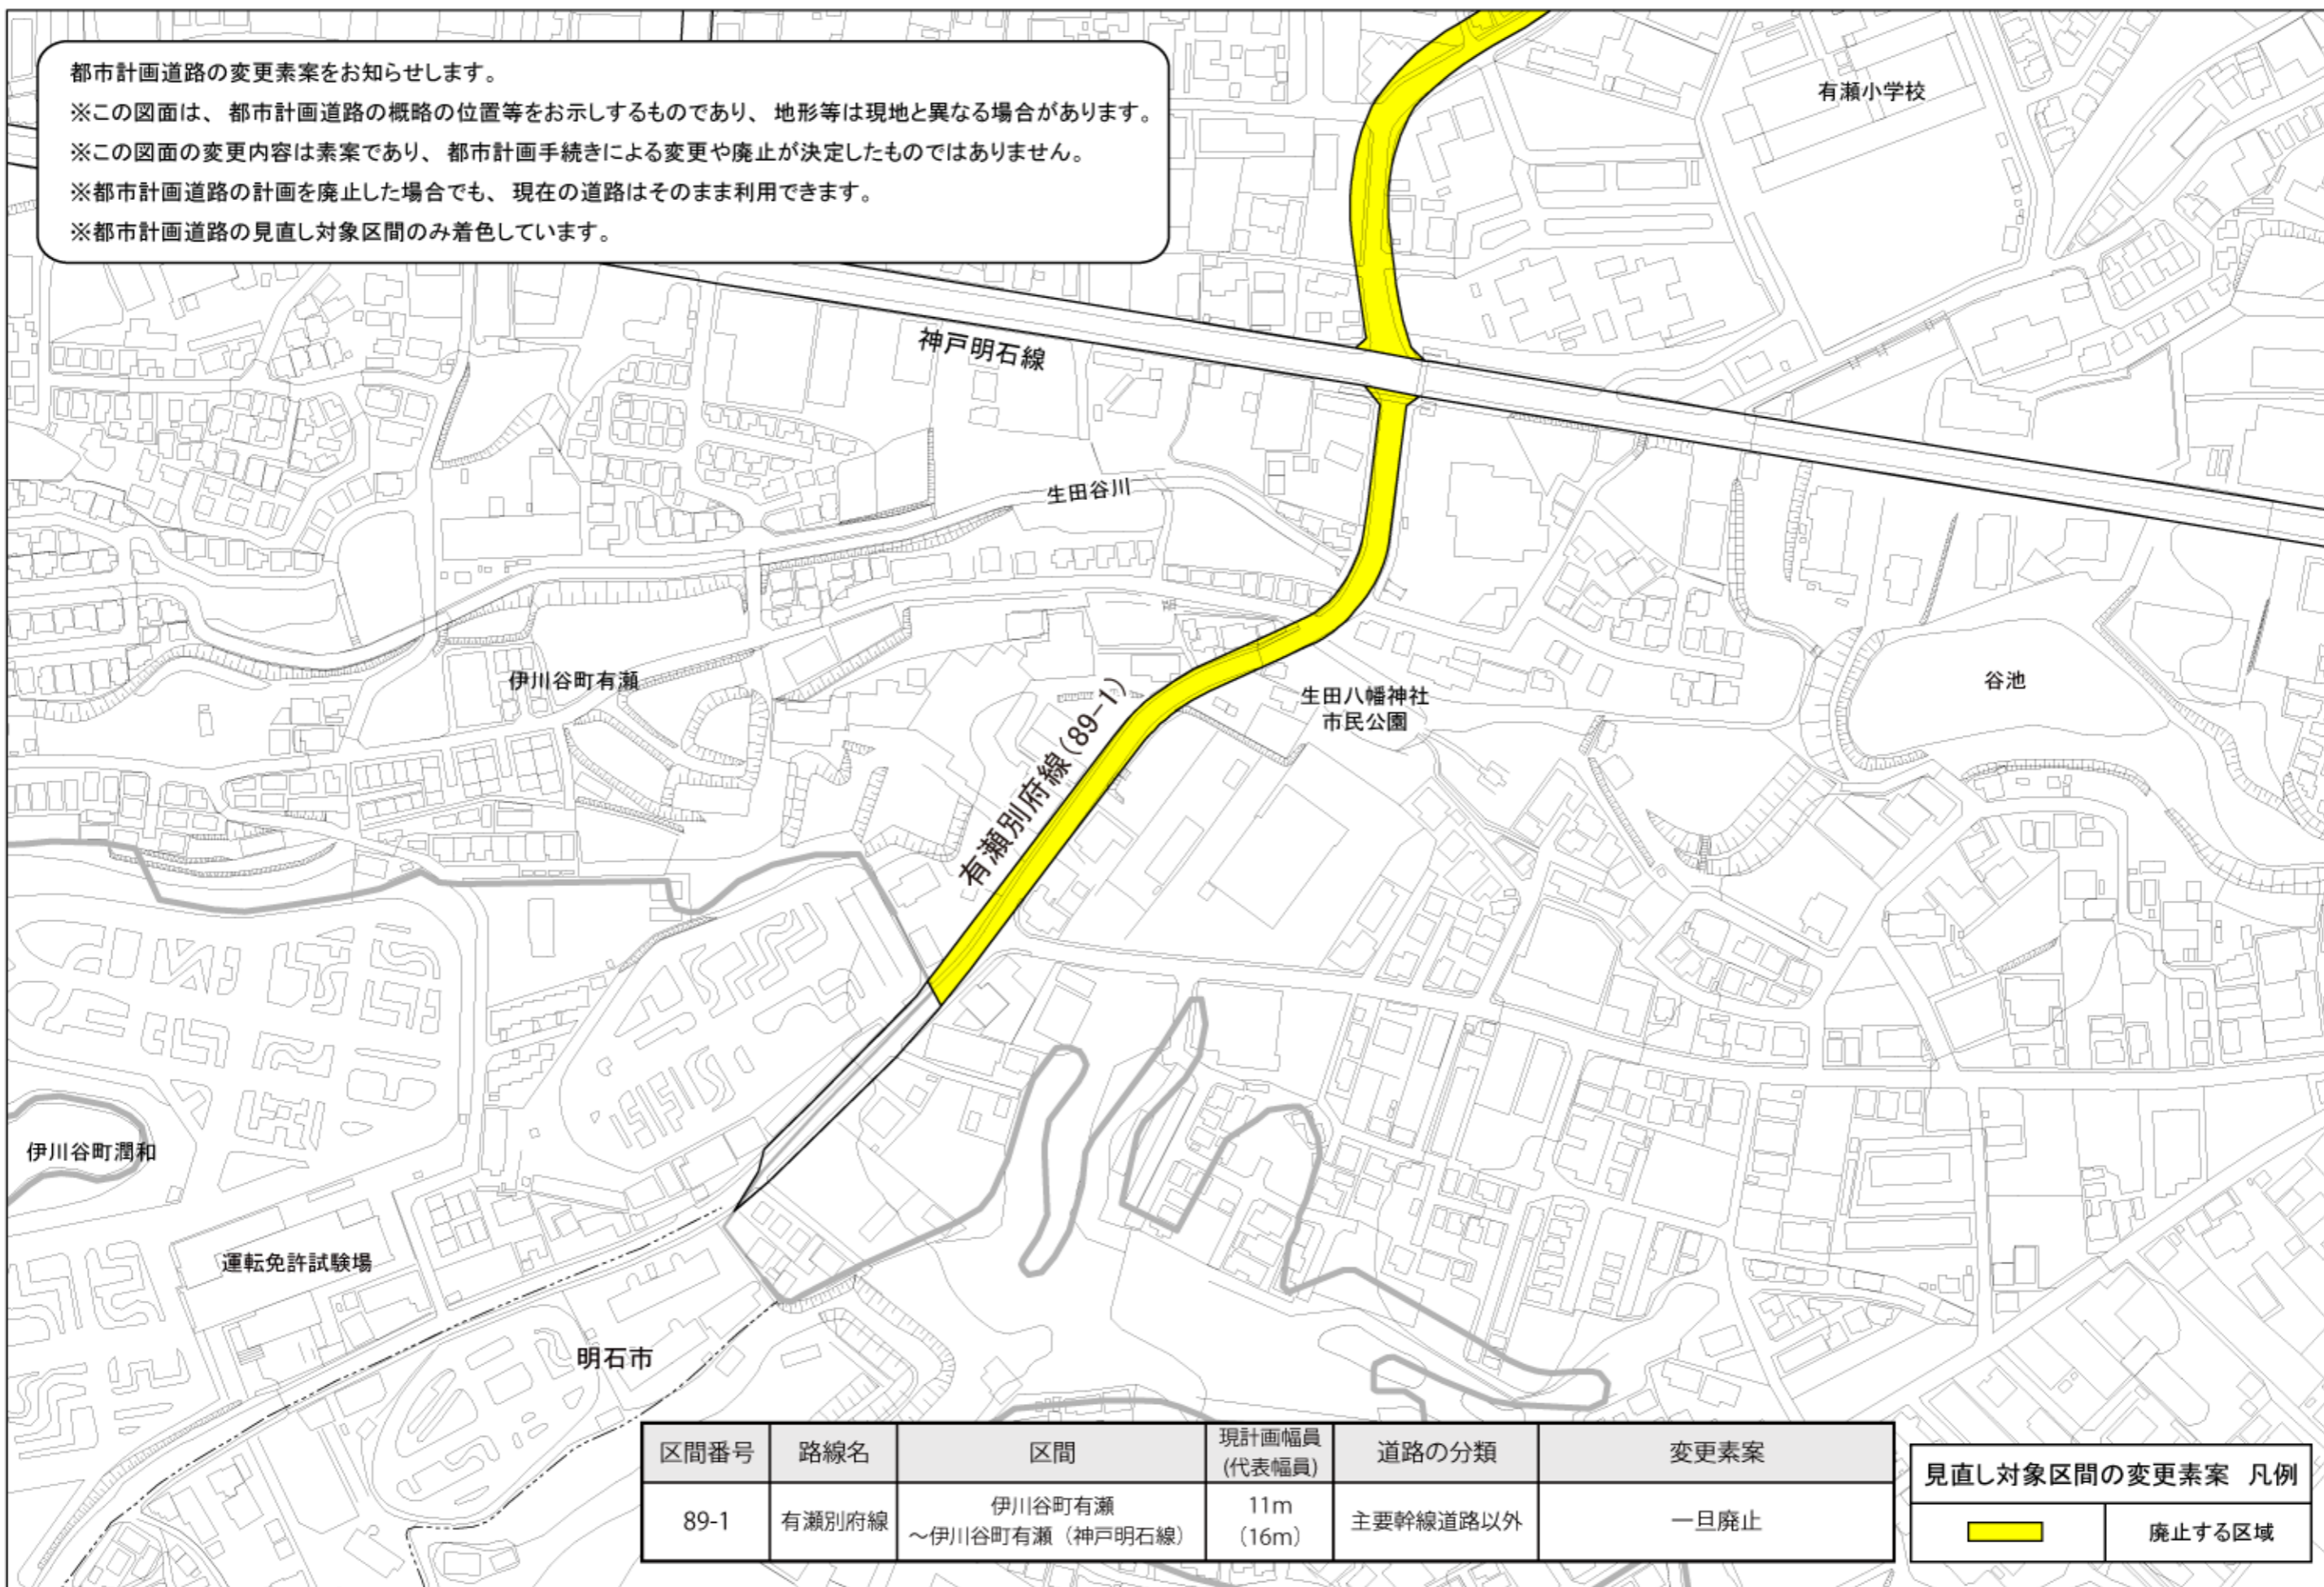 都市計画道路の変更素案をお知らせします。
※この図面は、都市計画道路の概略の位置等をお示しするものであり、地形等は現地と異なる場合があります。
※この図面の変更内容は素案であり、都市計画手続きによる変更や廃止が決定したものではありません。
※都市計画道路の計画を廃止した場合でも、現在の道路はそのまま利用できます。
※都市計画道路の見直し対象区間のみ着色しています。
有瀬小学校
神戸明石線
生田谷川
伊川谷町有瀬
有瀬別府線(89-1)
生田八幡神社
市民公園
谷池
伊川谷町潤和
運転免許試験場
明石市
区間番号 路線名 区間 現計画幅員 (代表幅員) 道路の分類 変更素案
89-1 有瀬別府線 伊川谷町有瀬 ～伊川谷町有瀬（神戸明石線） 11m （16m） 主要幹線道路以外 一旦廃止
見直し対象区間の変更素案 凡例
廃止する区域